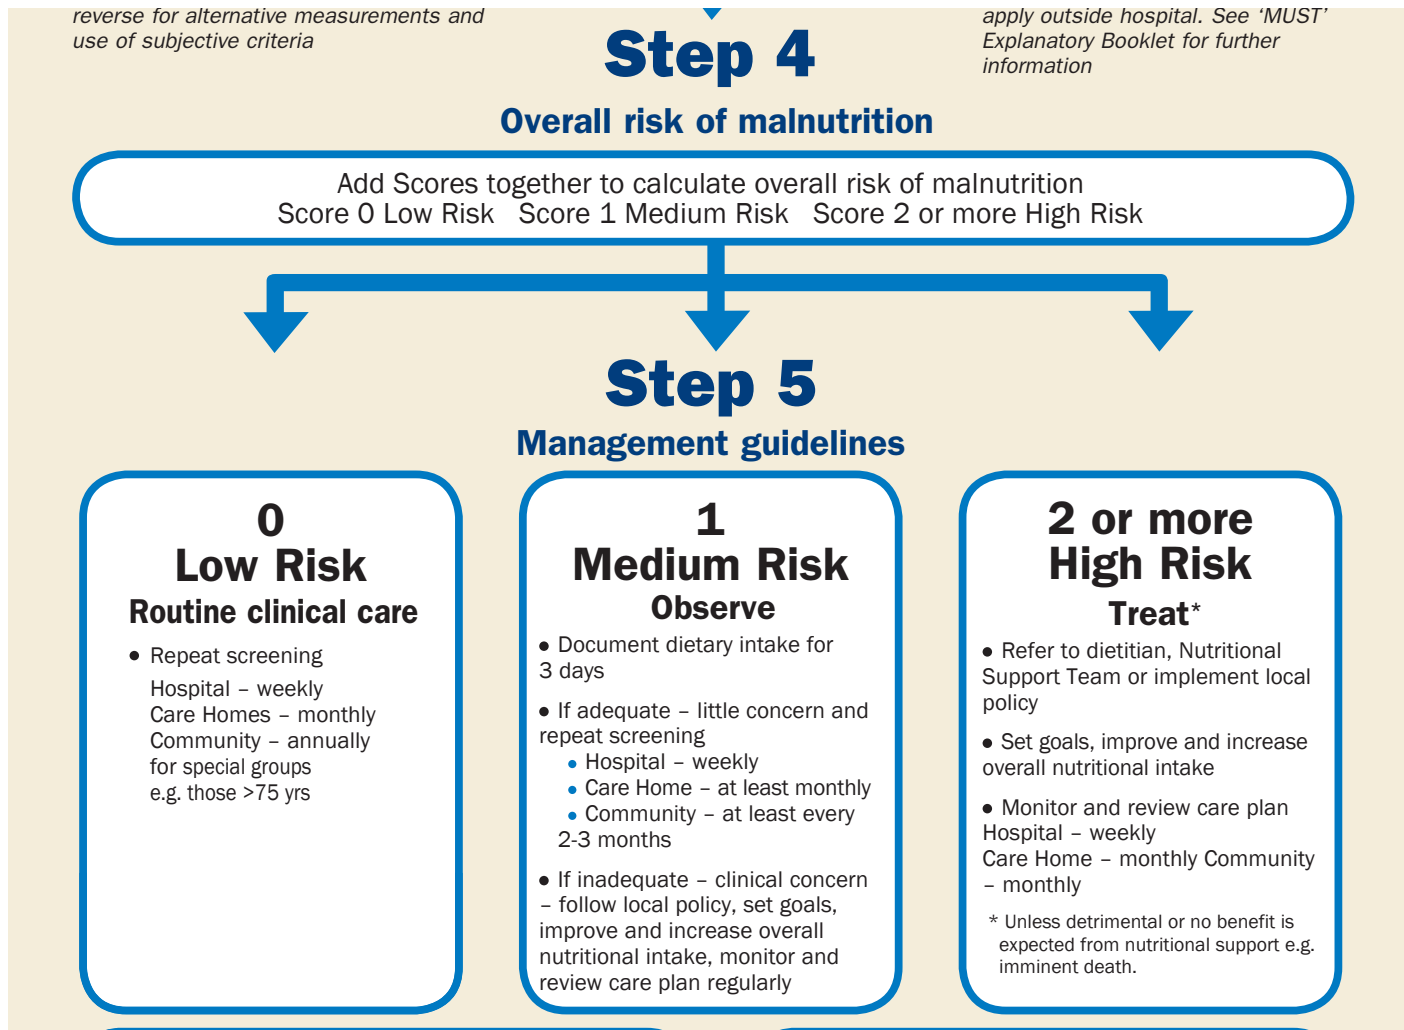 reverse for alternative measurements and
use of subjective criteria
apply outside hospital. See ‘MUST’
Explanatory Booklet for further
information
Step 4
Overall risk of malnutrition
Add Scores together to calculate overall risk of malnutrition
Score 0 Low Risk   Score 1 Medium Risk   Score 2 or more High Risk
Step 5
Management guidelines
0
Low Risk
Routine clinical care
● Repeat screening
Hospital – weekly
Care Homes – monthly
Community – annually
for special groups
e.g. those >75 yrs
1
Medium Risk
Observe
● Document dietary intake for
3 days
● If adequate – little concern and
repeat screening
● Hospital – weekly
● Care Home – at least monthly
● Community – at least every
2-3 months
● If inadequate – clinical concern
– follow local policy, set goals,
improve and increase overall
nutritional intake, monitor and
review care plan regularly
2 or more
High Risk
Treat*
● Refer to dietitian, Nutritional
Support Team or implement local
policy
● Set goals, improve and increase
overall nutritional intake
● Monitor and review care plan
Hospital – weekly
Care Home – monthly Community
– monthly
* Unless detrimental or no benefit is
expected from nutritional support e.g.
imminent death.